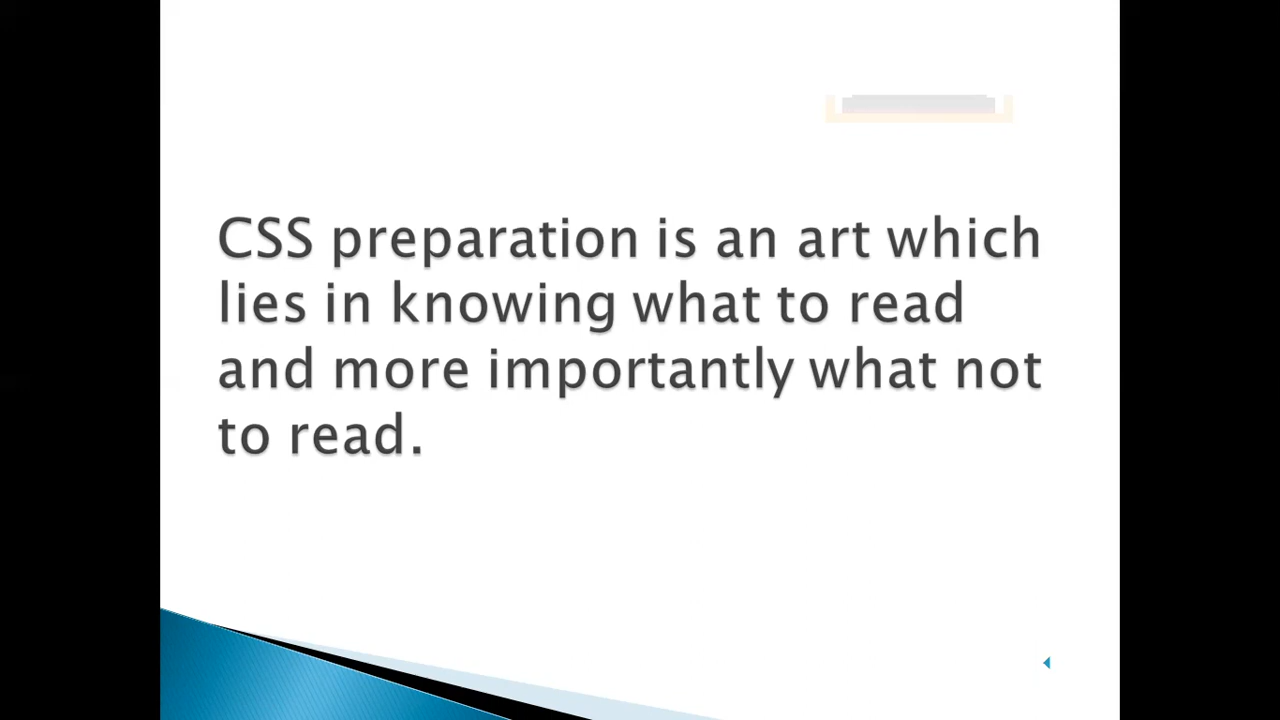 CSS preparation is an art which
lies in knowing what to read
and more importantly what not
to read.